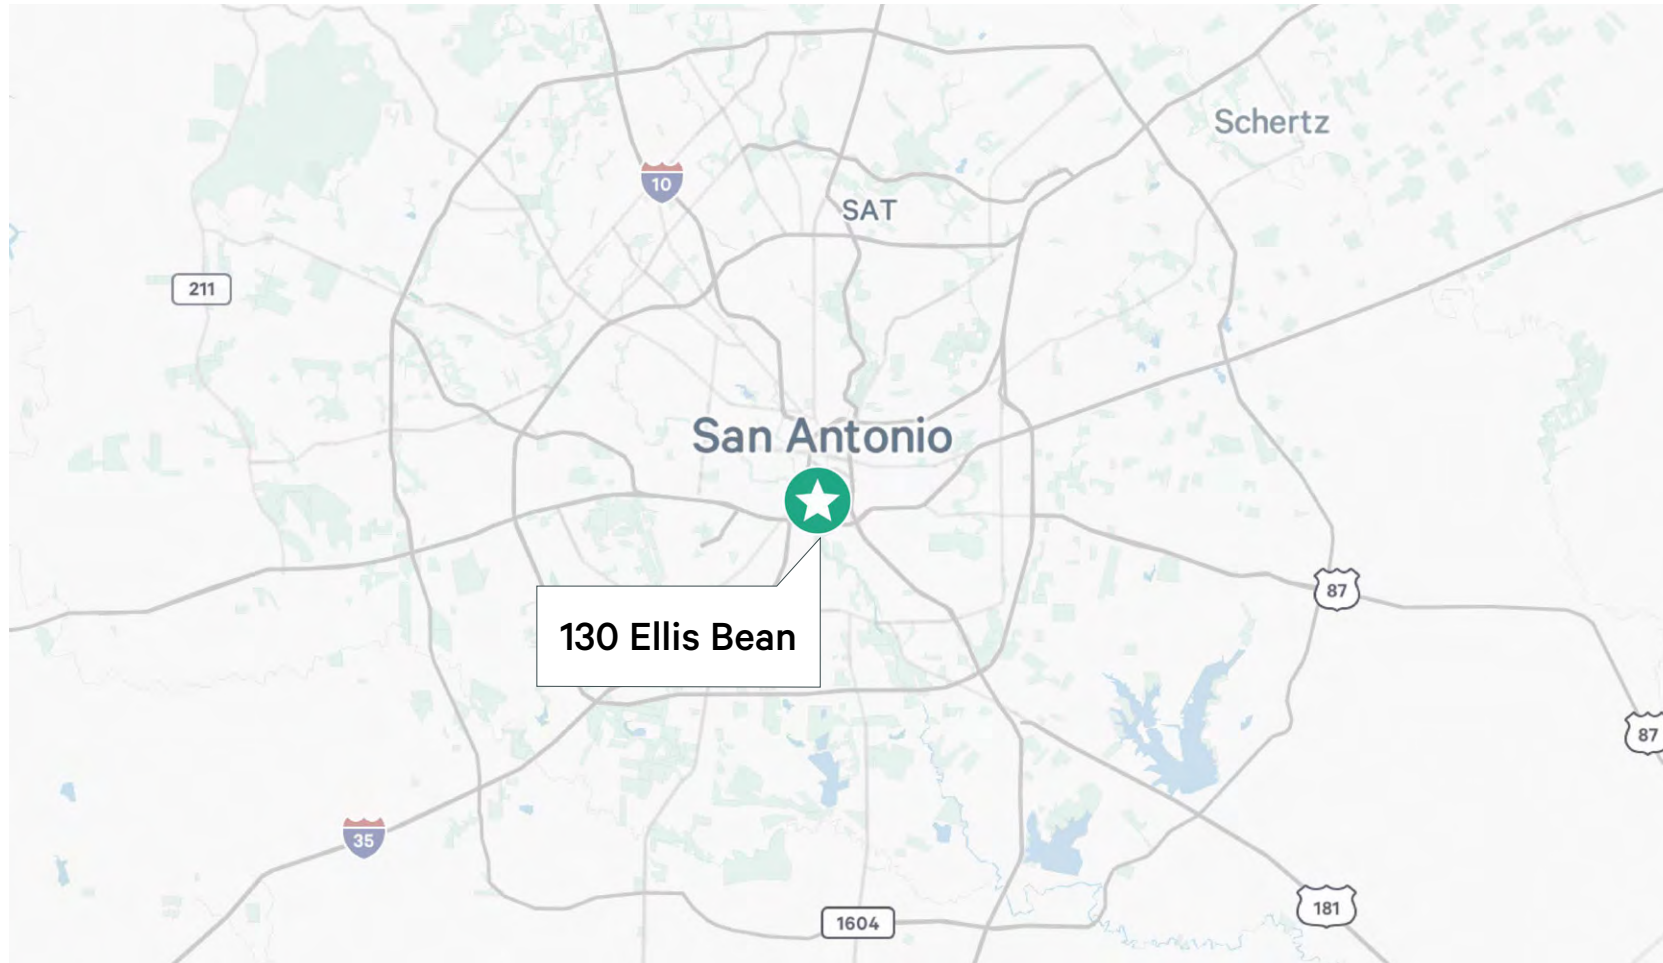 Schertz
10
SAT
211
San Antonio
87
130 Ellis Bean
87
35
181
1604